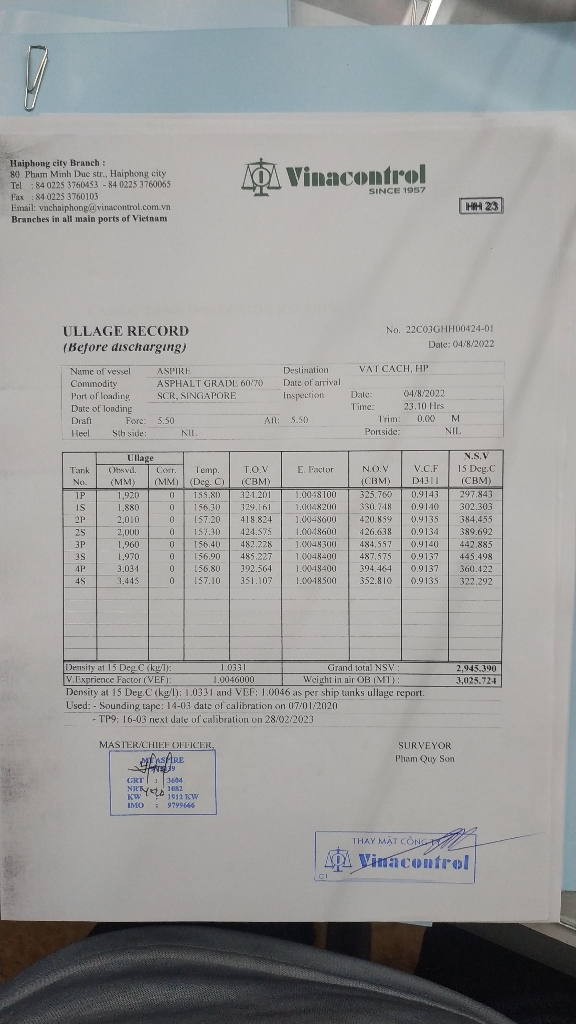 Haiphong city Branch :
80 Pham Minh Duc str., Haiphong city
Tel : 84 0225 3760453 - 84 0225 3760065
Fax : 84 0225 3760103
Email: vnchaiphong@vinacontrol.com.vn
Branches in all main ports of Vietnam
Vinacontrol
SINCE 1957
HH 23
ULLAGE RECORD
No. 22C03GHH00424-01
(Before discharging)
Date: 04/8/2022
Name of vessel ASPIRE Destination VAT CACH, HP
Commodity ASPHALT GRADE 60/70 Date of arrival
Port of loading SCR, SINGAPORE Inspection Date: 04/8/2022
Date of loading Time: 23.10 Hrs
Draft Fore: 5.50 Aft: 5.50 Trim: 0.00 M
Heel Stb side: NIL Portside: NIL
Ullage N.S.V
Tank Obsvd. Corr. Temp. T.O.V E. Factor N.O.V V.C.F 15 Deg.C
No. (MM) (MM) (Deg. C) (CBM) (CBM) D4311 (CBM)
1P 1,920 0 155.80 324.201 1.0048100 325.760 0.9143 297.843
1S 1,880 0 156.30 329.161 1.0048200 330.748 0.9140 302.303
2P 2,010 0 157.20 418.824 1.0048600 420.859 0.9135 384.455
2S 2,000 0 157.30 424.575 1.0048600 426.638 0.9134 389.692
3P 1,960 0 156.40 482.228 1.0048300 484.557 0.9140 442.885
3S 1,970 0 156.90 485.227 1.0048400 487.575 0.9137 445.498
4P 3,034 0 156.80 392.564 1.0048400 394.464 0.9137 360.422
4S 3,445 0 157.10 351.107 1.0048500 352.810 0.9135 322.292
Density at 15 Deg.C (kg/l): 1.0331 Grand total NSV : 2,945.390
V.Exprience Factor (VEF): 1.0046000 Weight in air OB (MT) : 3,025.724
Density at 15 Deg.C (kg/l): 1.0331 and VEF: 1.0046 as per ship tanks ullage report.
Used: - Sounding tape: 14-03 date of calibration on 07/01/2020
- TP9: 16-03 next date of calibration on 28/02/2023
MASTER/CHIEF OFFICER,
SURVEYOR
Pham Quy Son
MT ASPIRE
GRT : 3604
NRT : 1082
KW : 1912 KW
IMO : 9799666
THAY MẶT CÔNG TY
Vinacontrol
C1